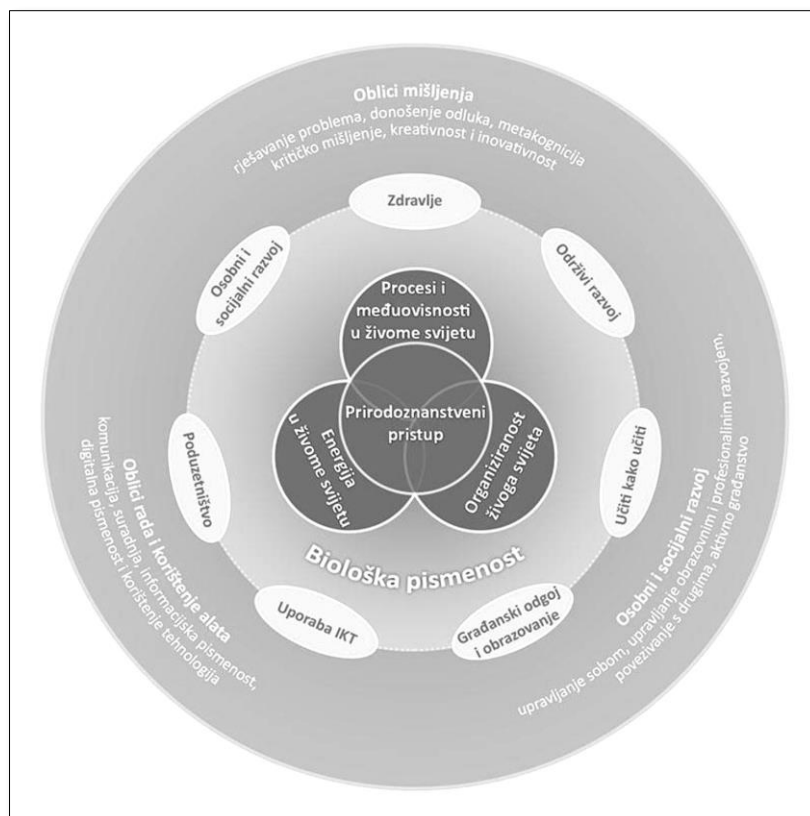 Oblici mišljenja
rješavanje problema, donošenje odluka, metakognicija
kritičko mišljenje, kreativnost i inovativnost
Zdravlje
Osobni i
socijalni razvoj
Održivi razvoj
Procesi i
međuovisnosti
u živome svijetu
Prirodoznanstveni
pristup
Energija
u živome svijetu
Organiziranost
živoga svijeta
Poduzetništvo
Učiti kako učiti
Biološka pismenost
Uporaba IKT
Građanski odgoj
i obrazovanje
Oblici rada i korištenje alata
komunikacija, suradnja, informacijska pismenost,
digitalna pismenost i korištenje tehnologija
Osobni i socijalni razvoj
upravljanje sobom, upravljanje obrazovnim i profesionalnim razvojem,
povezivanje s drugima, aktivno građanstvo